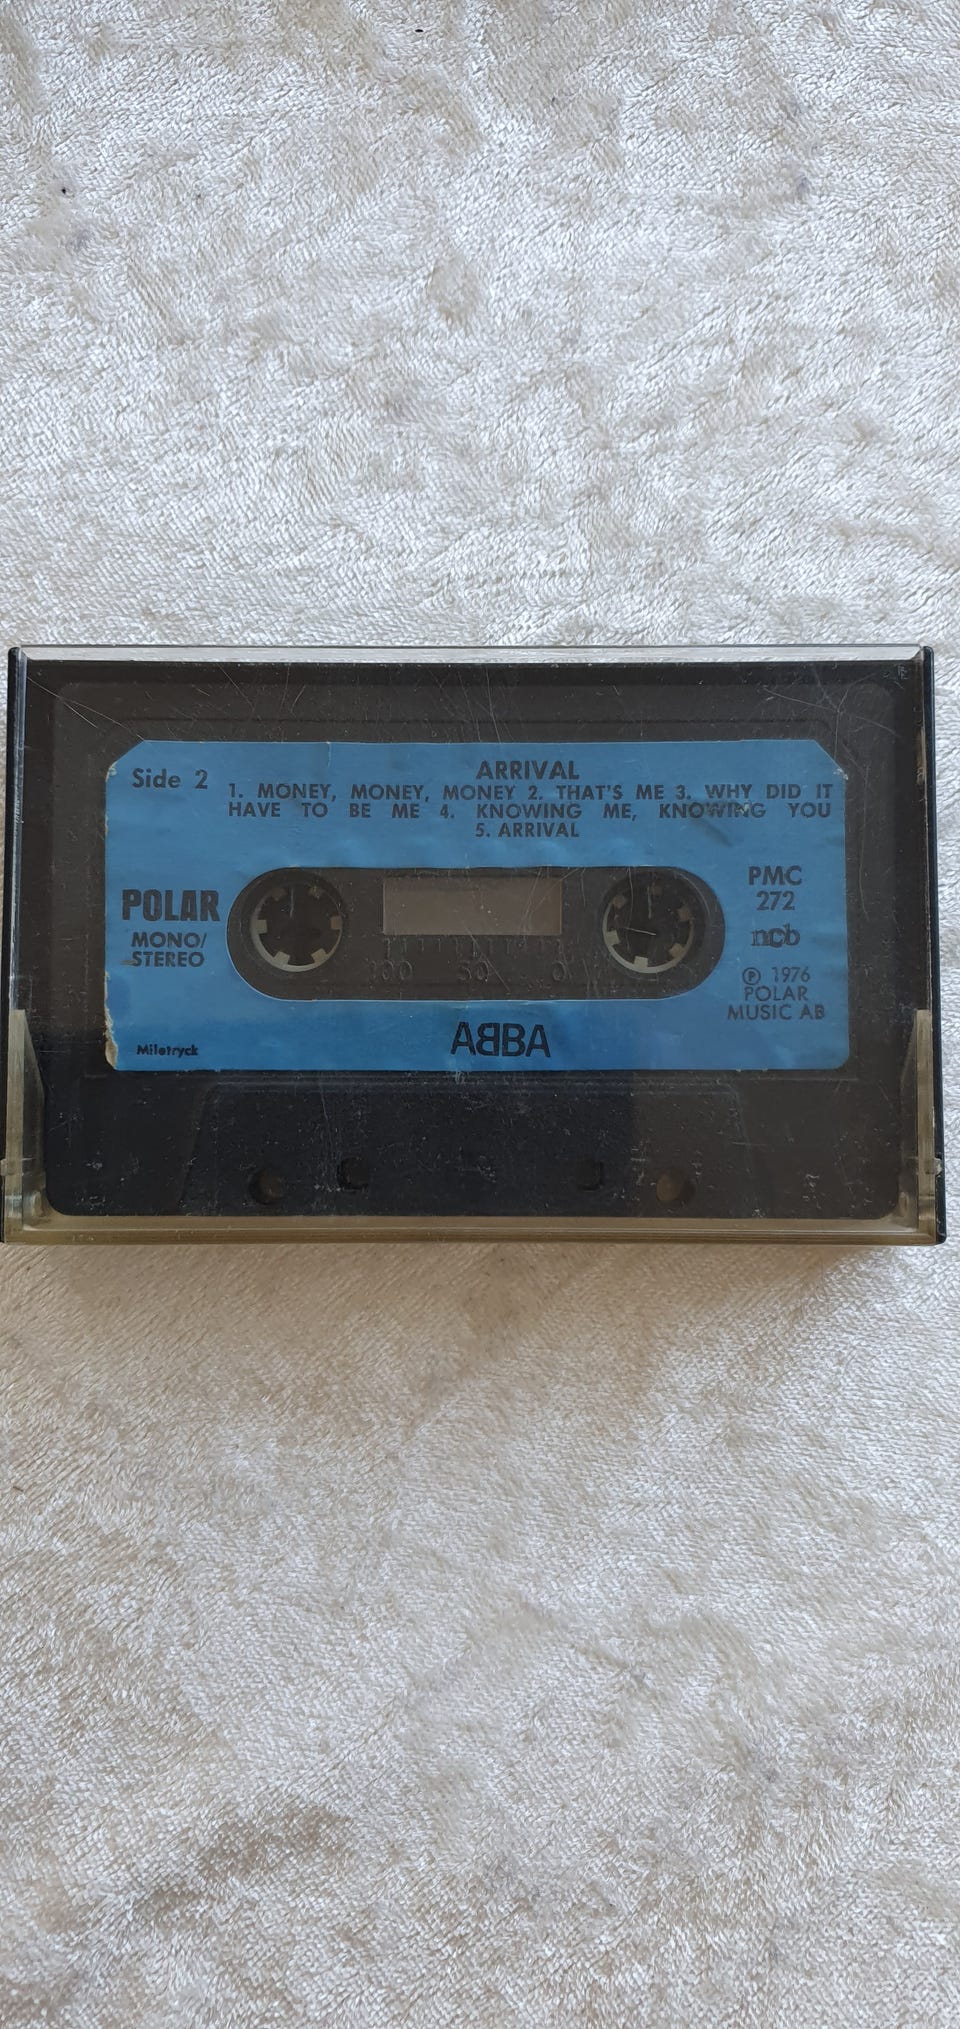 Side 2
ARRIVAL
1. MONEY, MONEY, MONEY 2. THAT'S ME 3. WHY DID IT
HAVE TO BE ME 4. KNOWING ME, KNOWING YOU
5. ARRIVAL
POLAR
MONO/
STEREO
PMC
272
ncb
℗ 1976
POLAR
MUSIC AB
100 50 0
ABBA
Miletryck